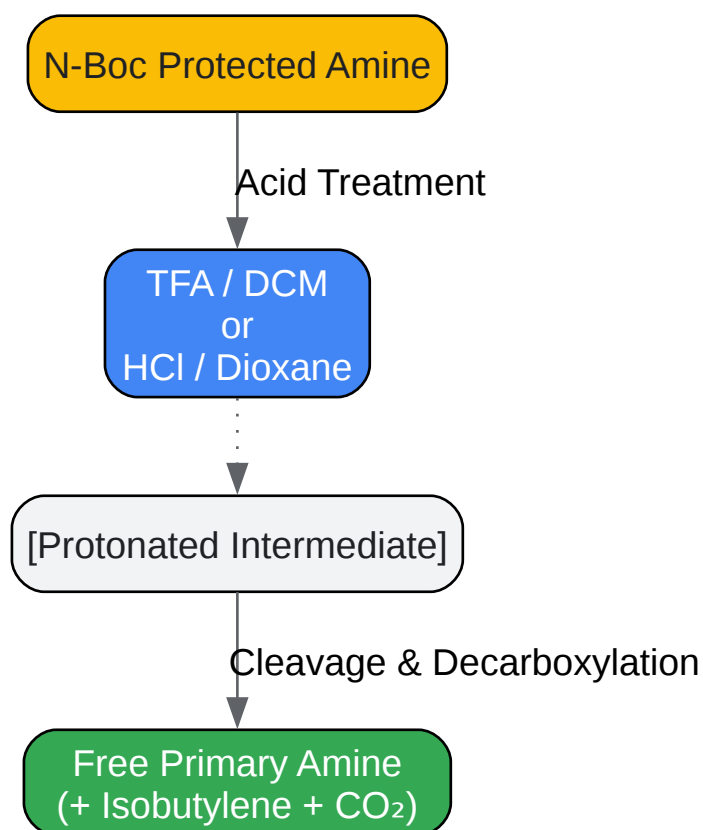 N-Boc Protected Amine
Acid Treatment
TFA / DCM
or
HCl / Dioxane
[Protonated Intermediate]
Cleavage & Decarboxylation
Free Primary Amine
(+ Isobutylene + CO₂)